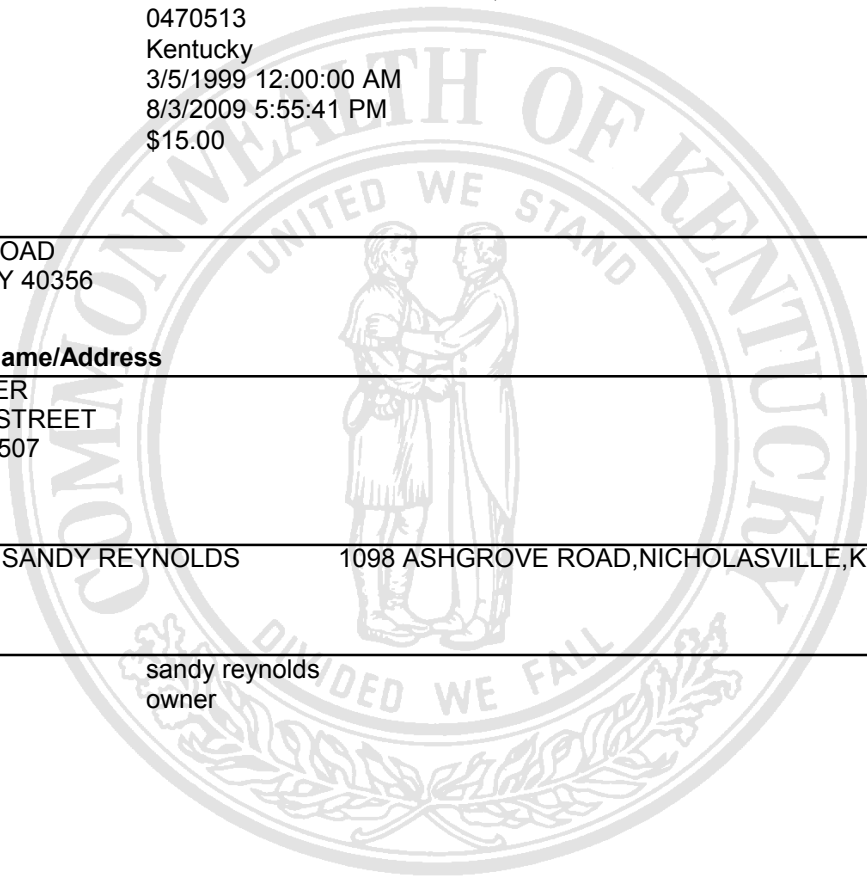 0470513
Kentucky
3/5/1999 12:00:00 AM
8/3/2009 5:55:41 PM
$15.00
OAD
Y 40356
ame/Address
ER
STREET
507
SANDY REYNOLDS 1098 ASHGROVE ROAD,NICHOLASVILLE,K
sandy reynolds
owner
COMMONWEALTH OF KENTUCKY
UNITED WE STAND
DIVIDED WE FALL